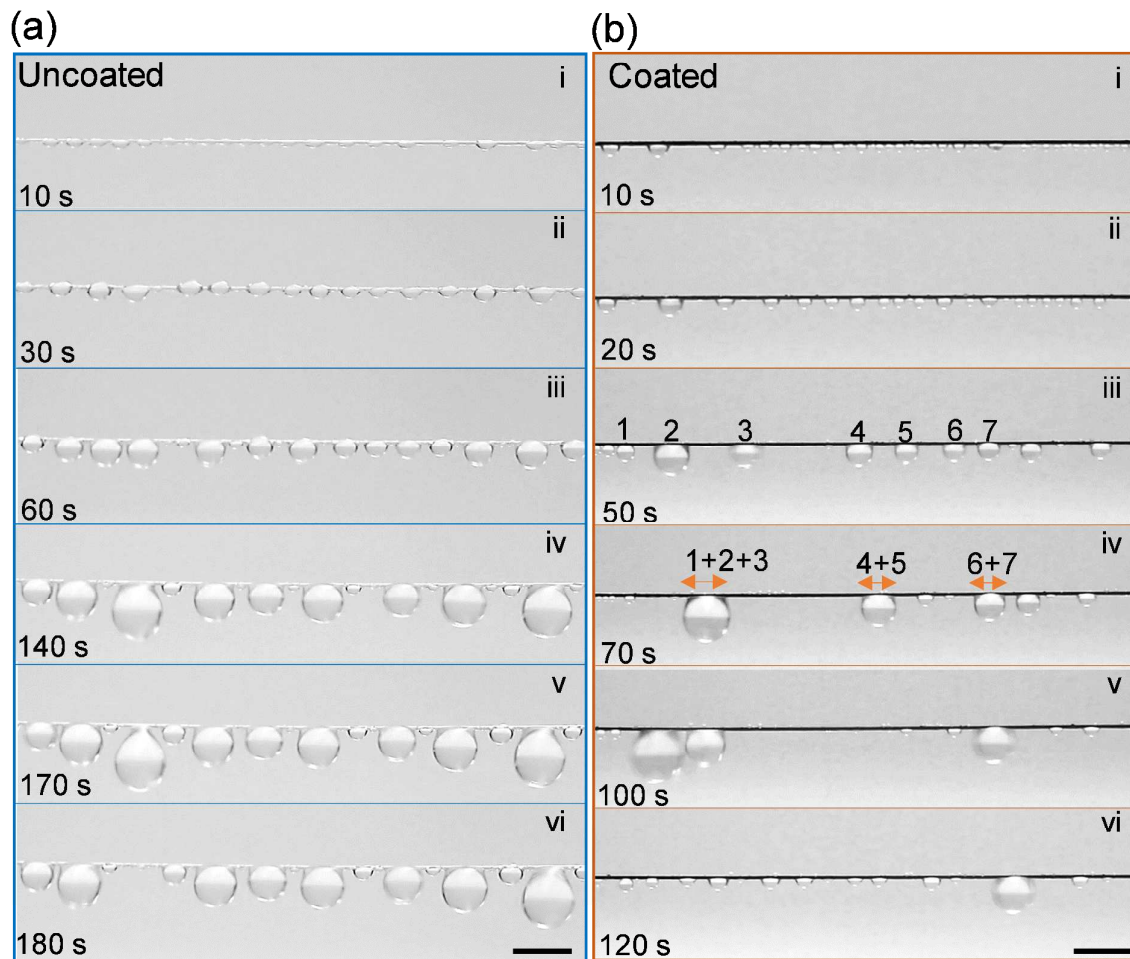 (a)
Uncoated
i
10 s
ii
30 s
iii
60 s
iv
140 s
v
170 s
vi
180 s
(b)
Coated
i
10 s
ii
20 s
iii
1 2 3 4 5 6 7
50 s
iv
1+2+3 4+5 6+7
70 s
v
100 s
vi
120 s